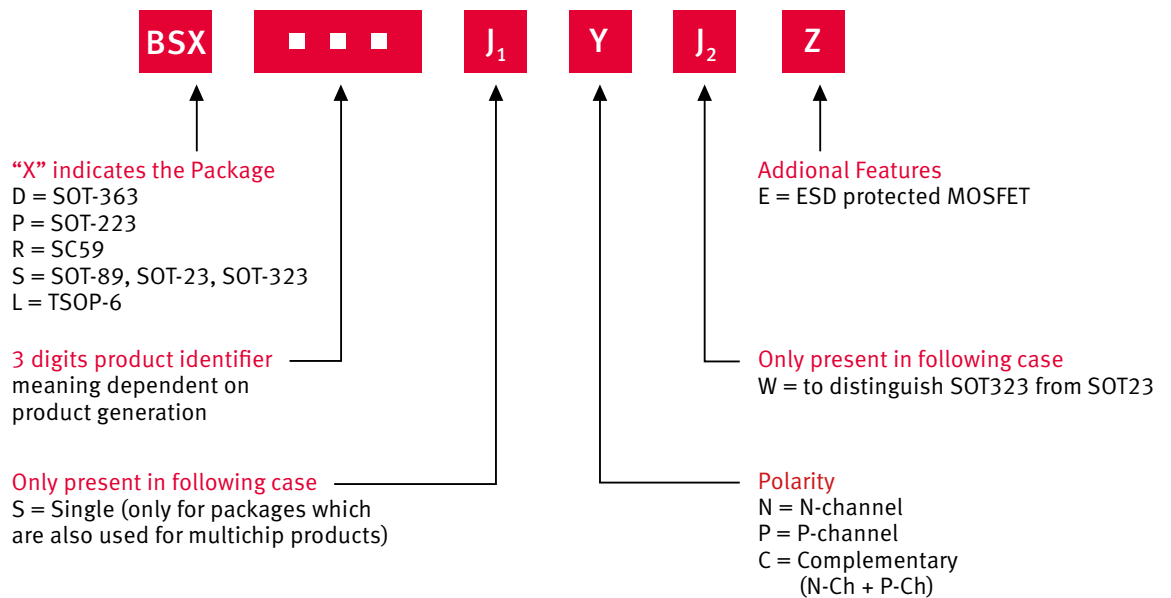 BSX J₁ Y J₂ Z
“X” indicates the Package
D = SOT-363
P = SOT-223
R = SC59
S = SOT-89, SOT-23, SOT-323
L = TSOP-6
Addional Features
E = ESD protected MOSFET
3 digits product identifier
meaning dependent on
product generation
Only present in following case
W = to distinguish SOT323 from SOT23
Only present in following case
S = Single (only for packages which
are also used for multichip products)
Polarity
N = N-channel
P = P-channel
C = Complementary
(N-Ch + P-Ch)